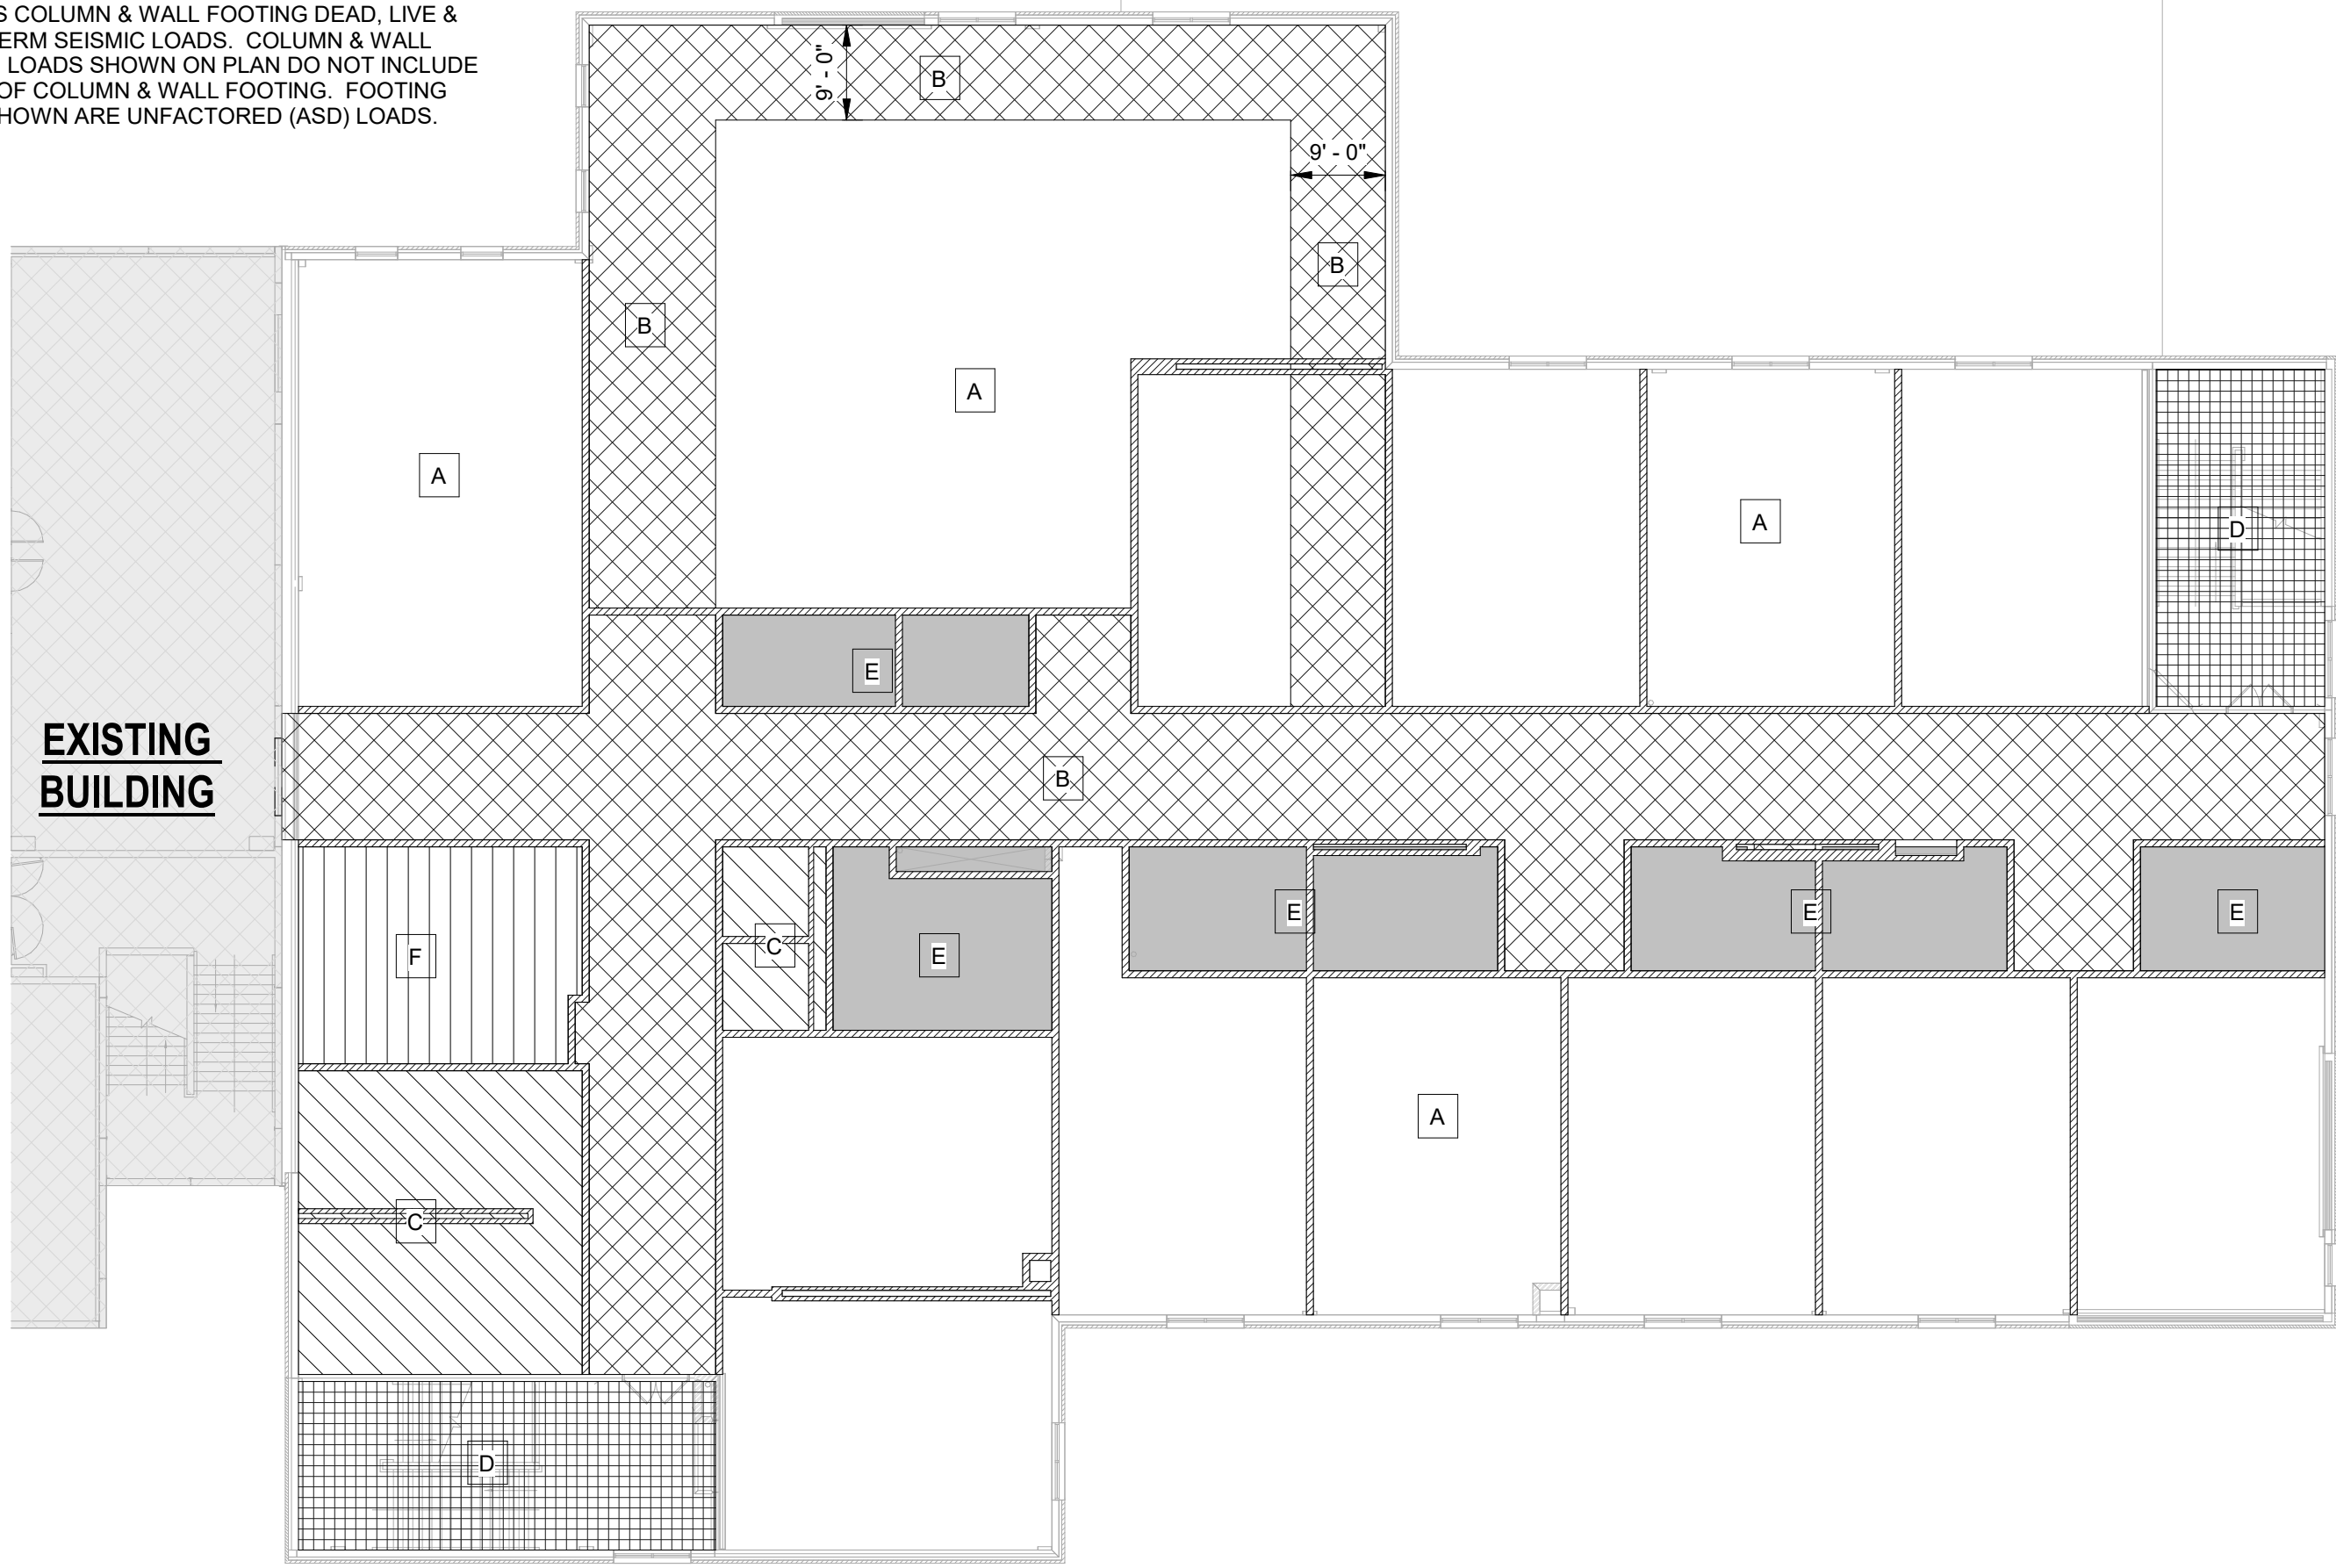 S COLUMN & WALL FOOTING DEAD, LIVE &
ERM SEISMIC LOADS. COLUMN & WALL
LOADS SHOWN ON PLAN DO NOT INCLUDE
OF COLUMN & WALL FOOTING. FOOTING
HOWN ARE UNFACTORED (ASD) LOADS.
9' - 0"
B
9' - 0"
B
B
A
A
A
D
E
EXISTING
BUILDING
B
E
E
E
C
E
F
A
C
D